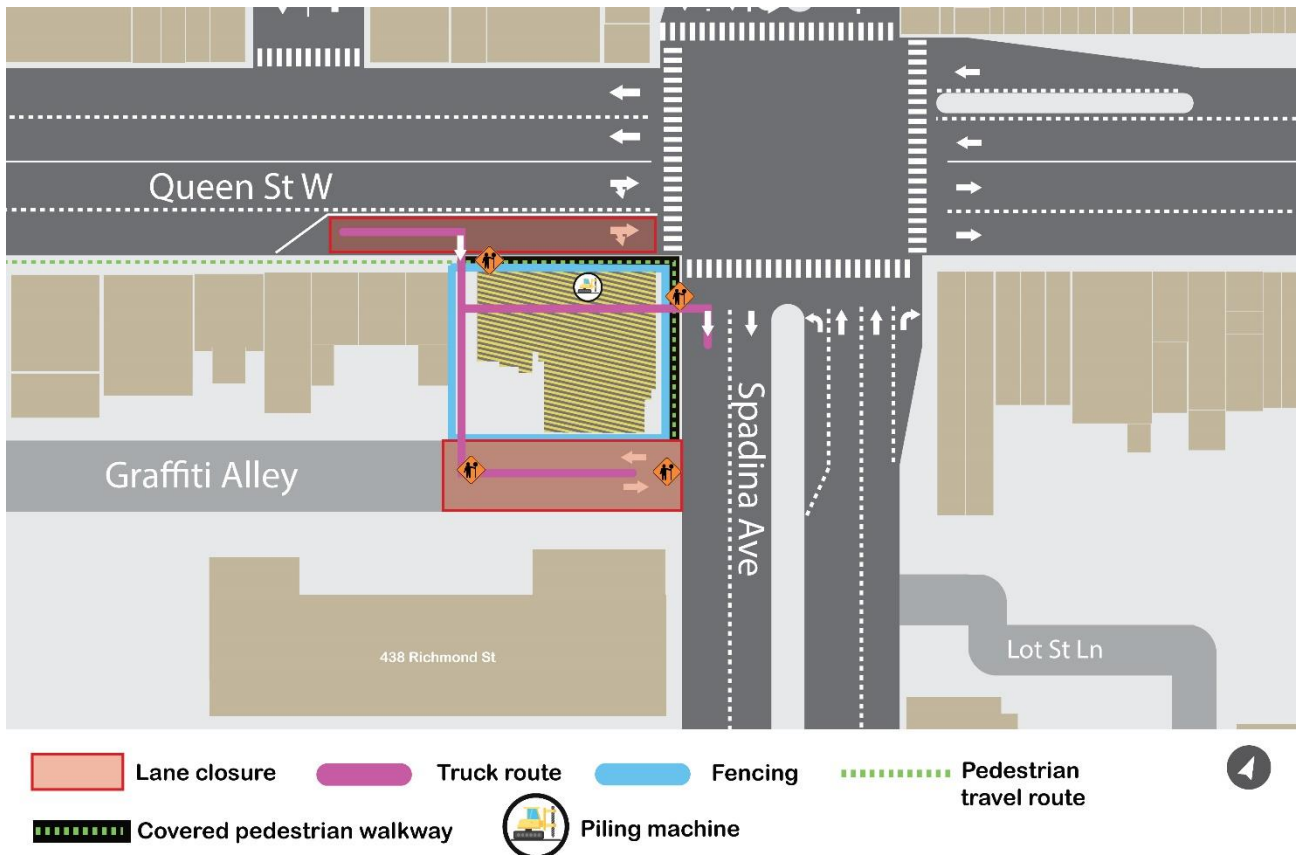 Queen St W
Graffiti Alley
Spadina Ave
438 Richmond St
Lot St Ln
Lane closure
Truck route
Fencing
Pedestrian
travel route
Covered pedestrian walkway
Piling machine